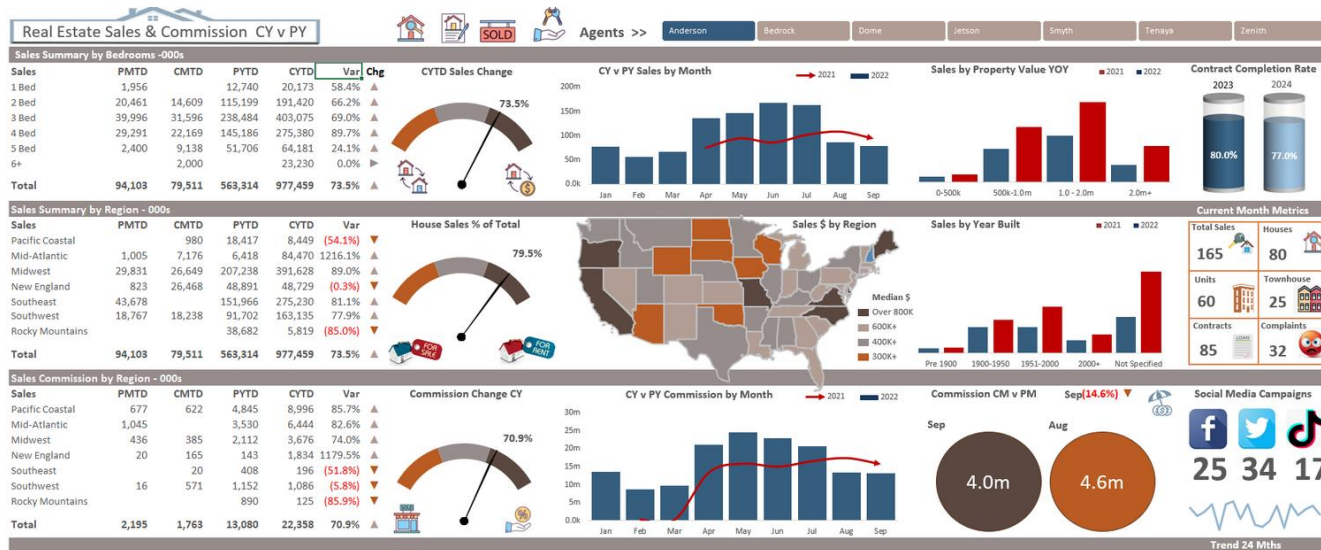 Real Estate Sales & Commission CY v PY
SOLD
Agents >>
Anderson
Bedrock
Dome
Jetson
Smyth
Tenaya
Zenith
Sales Summary by Bedrooms -000s
Sales PMTD CMTD PYTD CYTD Var Chg
1 Bed 1,956 12,740 20,173 58.4%
2 Bed 20,461 14,609 115,199 191,420 66.2%
3 Bed 39,996 31,596 238,484 403,075 69.0%
4 Bed 29,291 22,169 145,186 275,380 89.7%
5 Bed 2,400 9,138 51,706 64,181 24.1%
6+ 2,000 23,230 0.0%
Total 94,103 79,511 563,314 977,459 73.5%
CYTD Sales Change
73.5%
CY v PY Sales by Month
2021 2022
200m
150m
100m
50m
0.0k
Jan Feb Mar Apr May Jun Jul Aug Sep
Sales by Property Value YOY
2021 2022
0-500k 500k-1.0m 1.0 - 2.0m 2.0m+
Contract Completion Rate
2023 2024
80.0% 77.0%
Sales Summary by Region - 000s
Sales PMTD CMTD PYTD CYTD Var
Pacific Coastal 980 18,417 8,449 (54.1%)
Mid-Atlantic 1,005 7,176 6,418 84,470 1216.1%
Midwest 29,831 26,649 207,238 391,628 89.0%
New England 823 26,468 48,891 48,729 (0.3%)
Southeast 43,678 151,966 275,230 81.1%
Southwest 18,767 18,238 91,702 163,135 77.9%
Rocky Mountains 38,682 5,819 (85.0%)
Total 94,103 79,511 563,314 977,459 73.5%
House Sales % of Total
79.5%
FOR SALE
FOR RENT
Sales $ by Region
Median $
Over 800K
600K+
400K+
300K+
Sales by Year Built
2021 2022
Pre 1900 1900-1950 1951-2000 2000+ Not Specified
Current Month Metrics
Total Sales
165
Houses
80
Units
60
Townhouse
25
Contracts
85
LOAN
Complaints
32
Sales Commission by Region - 000s
Sales PMTD CMTD PYTD CYTD Var
Pacific Coastal 677 622 4,845 8,996 85.7%
Mid-Atlantic 1,045 3,530 6,444 82.6%
Midwest 436 385 2,112 3,676 74.0%
New England 20 165 143 1,834 1179.5%
Southeast 20 408 196 (51.8%)
Southwest 16 571 1,152 1,086 (5.8%)
Rocky Mountains 890 125 (85.9%)
Total 2,195 1,763 13,080 22,358 70.9%
Commission Change CY
70.9%
CY v PY Commission by Month
2021 2022
30m
25m
20m
15m
10m
5m
0.0k
Jan Feb Mar Apr May Jun Jul Aug Sep
Commission CM v PM
Sep(14.6%)
Sep
4.0m
Aug
4.6m
Social Media Campaigns
25 34 17
Trend 24 Mths